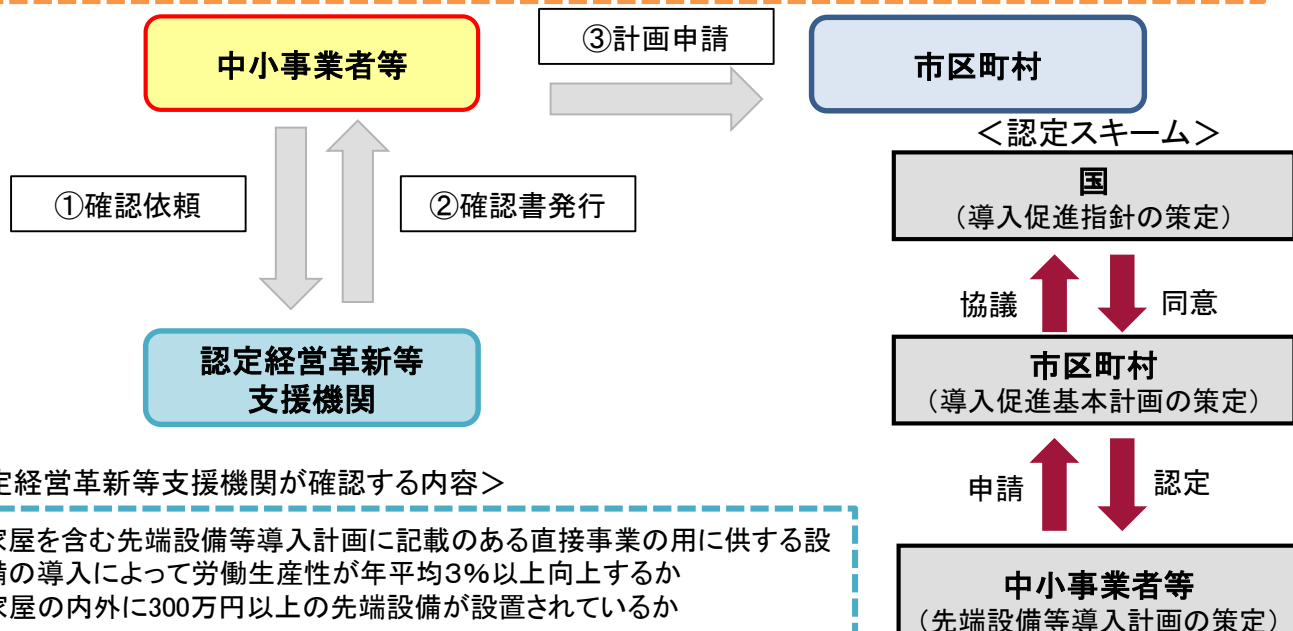 中小事業者等
③計画申請
市区町村
①確認依頼
②確認書発行
認定経営革新等
支援機関
＜認定スキーム＞
国
（導入促進指針の策定）
協議
同意
市区町村
（導入促進基本計画の策定）
申請
認定
中小事業者等
（先端設備等導入計画の策定）
定経営革新等支援機関が確認する内容＞
家屋を含む先端設備等導入計画に記載のある直接事業の用に供する設
備の導入によって労働生産性が年平均3%以上向上するか
家屋の内外に300万円以上の先端設備が設置されているか